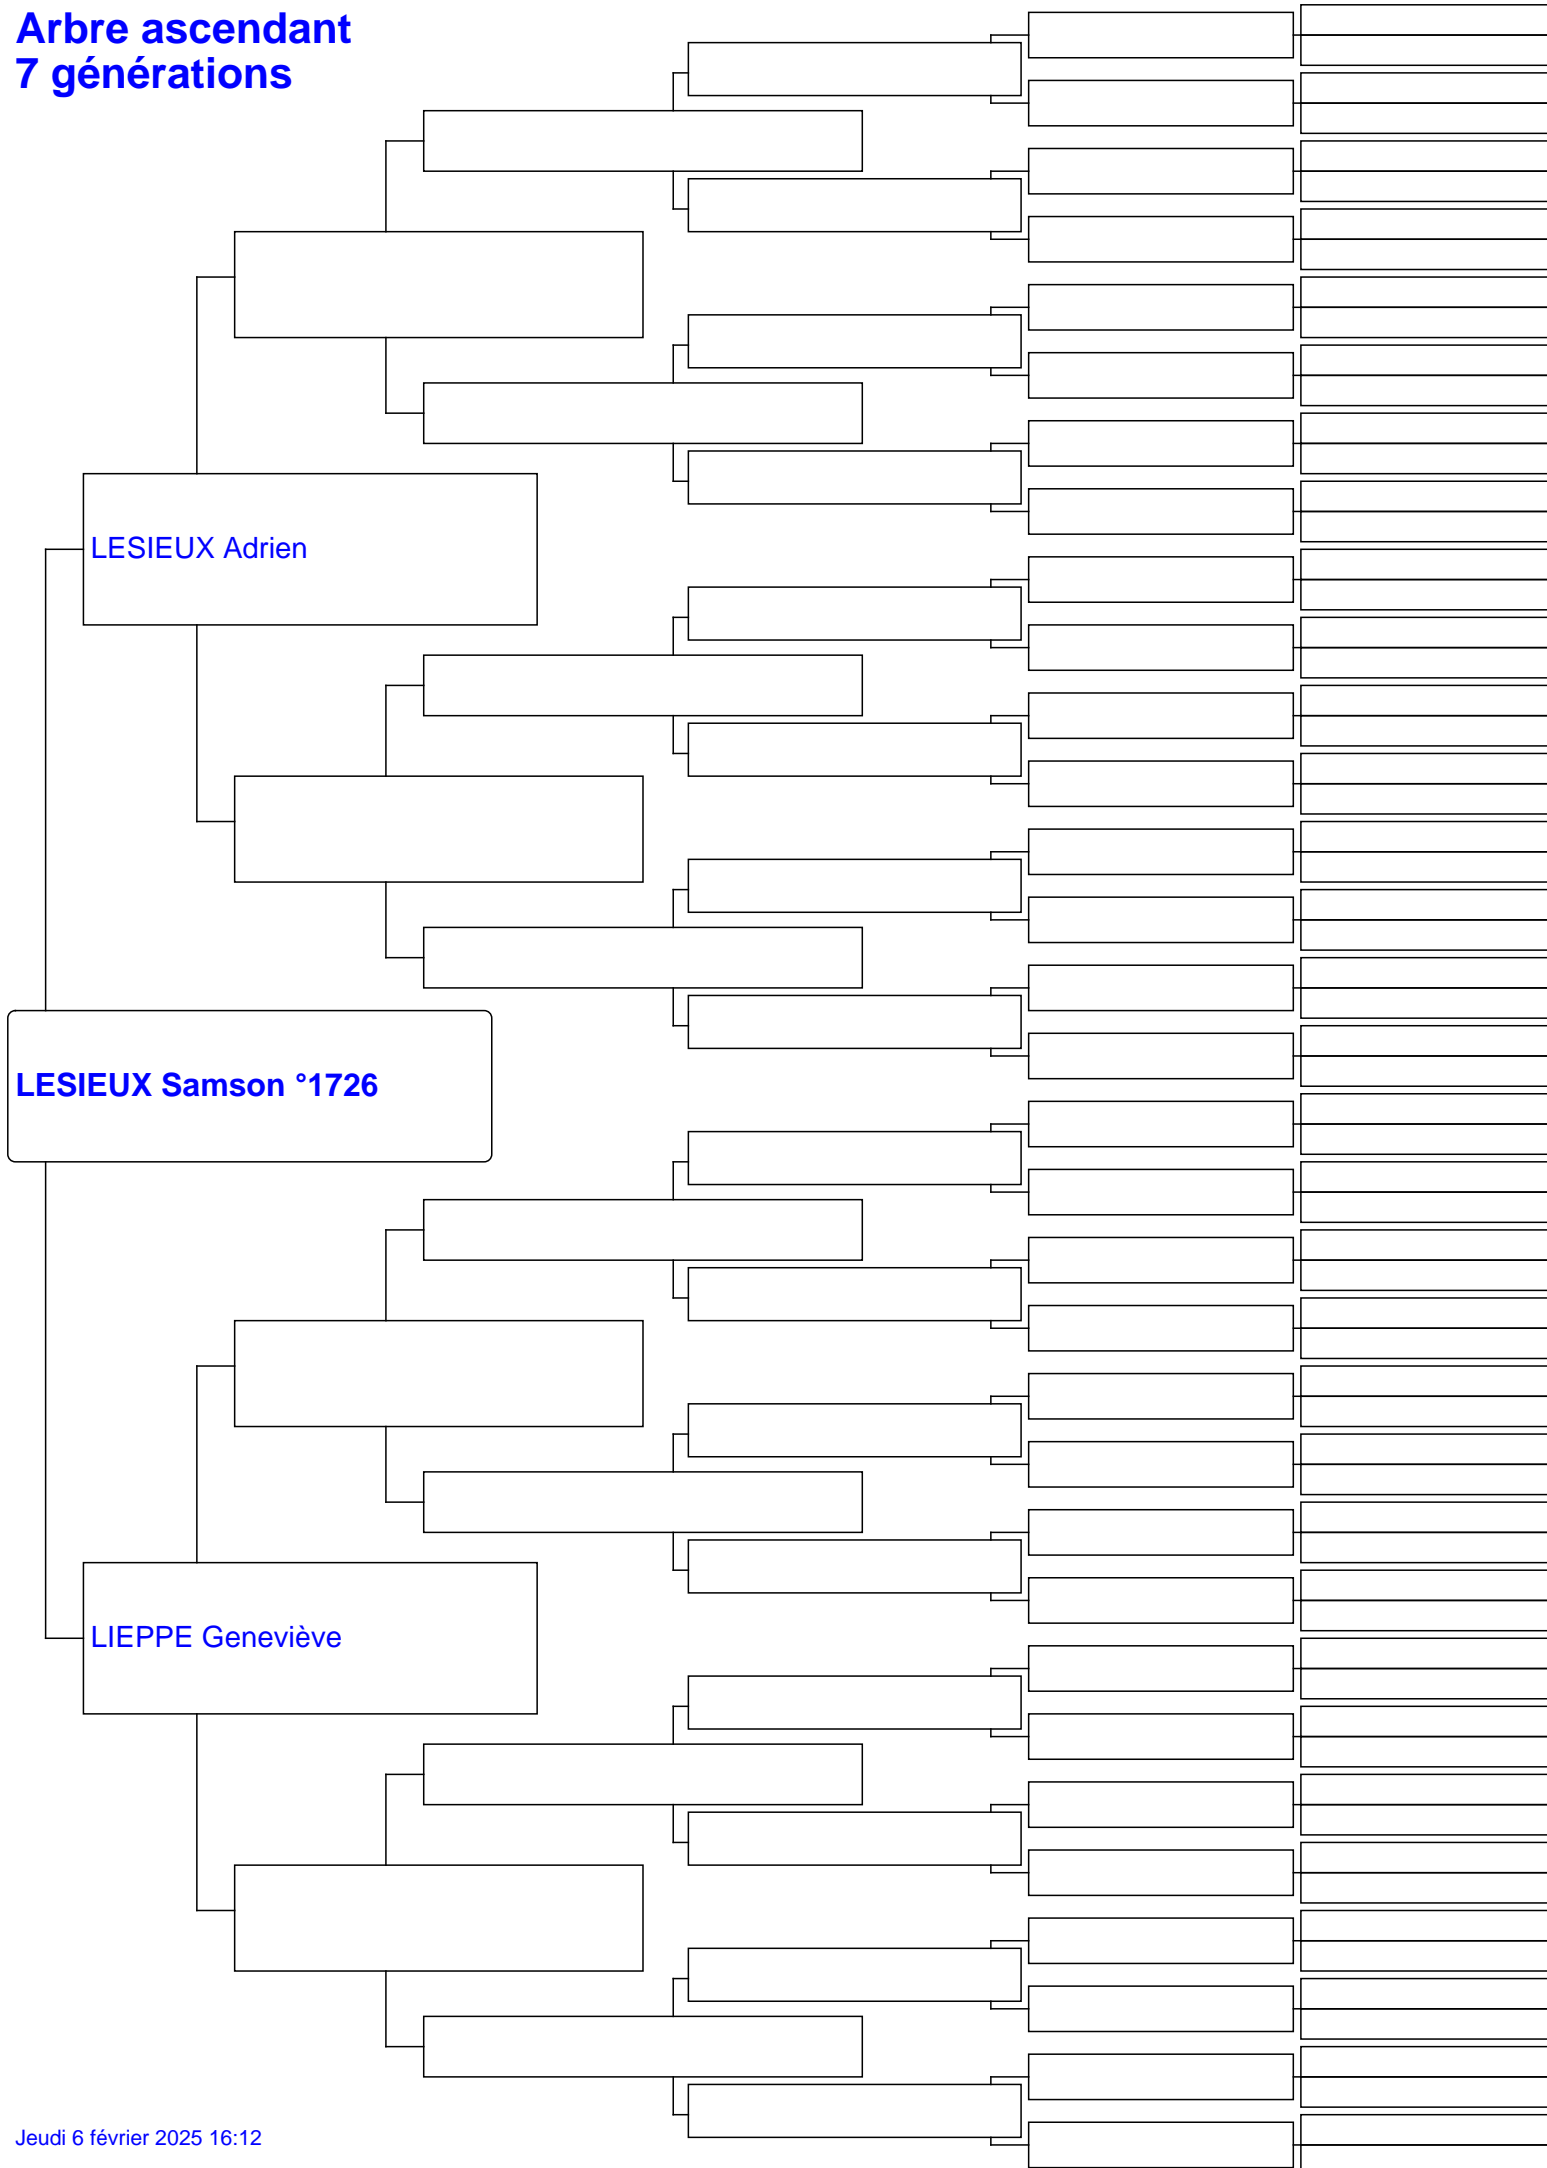 Arbre ascendant
7 générations
LESIEUX Adrien
LESIEUX Samson °1726
LIEPPE Geneviève
Jeudi 6 février 2025 16:12